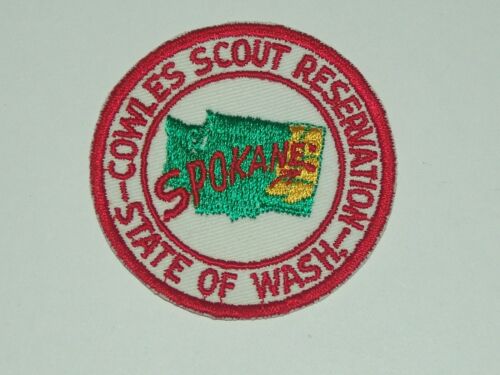 -COWLES SCOUT RESERVATION-
SPOKANE
STATE OF WASH.